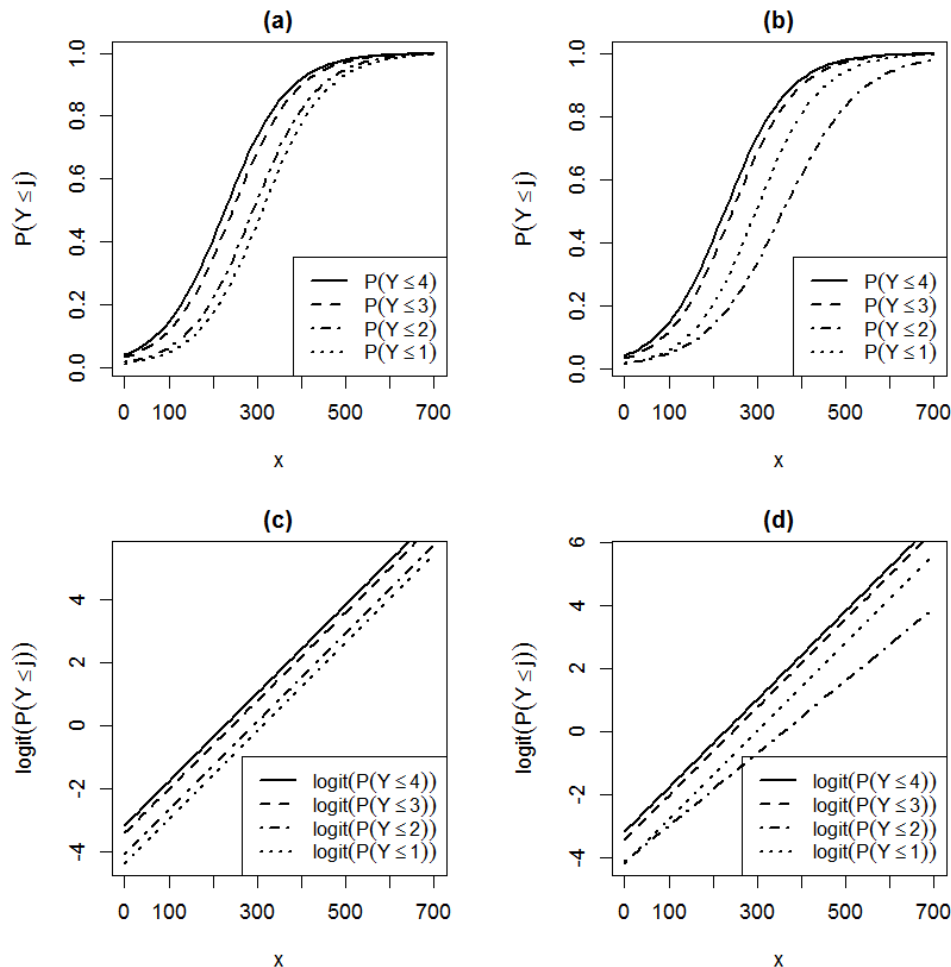 (a)
P(Y ≤ j)
1.0
0.8
0.6
0.4
0.2
0.0
P(Y ≤ 4)
P(Y ≤ 3)
P(Y ≤ 2)
P(Y ≤ 1)
0 100 300 500 700
x
(b)
P(Y ≤ j)
1.0
0.8
0.6
0.4
0.2
0.0
P(Y ≤ 4)
P(Y ≤ 3)
P(Y ≤ 2)
P(Y ≤ 1)
0 100 300 500 700
x
(c)
logit(P(Y ≤ j))
4
2
0
-2
-4
logit(P(Y ≤ 4))
logit(P(Y ≤ 3))
logit(P(Y ≤ 2))
logit(P(Y ≤ 1))
0 100 300 500 700
x
(d)
logit(P(Y ≤ j))
6
4
2
0
-2
-4
logit(P(Y ≤ 4))
logit(P(Y ≤ 3))
logit(P(Y ≤ 2))
logit(P(Y ≤ 1))
0 100 300 500 700
x